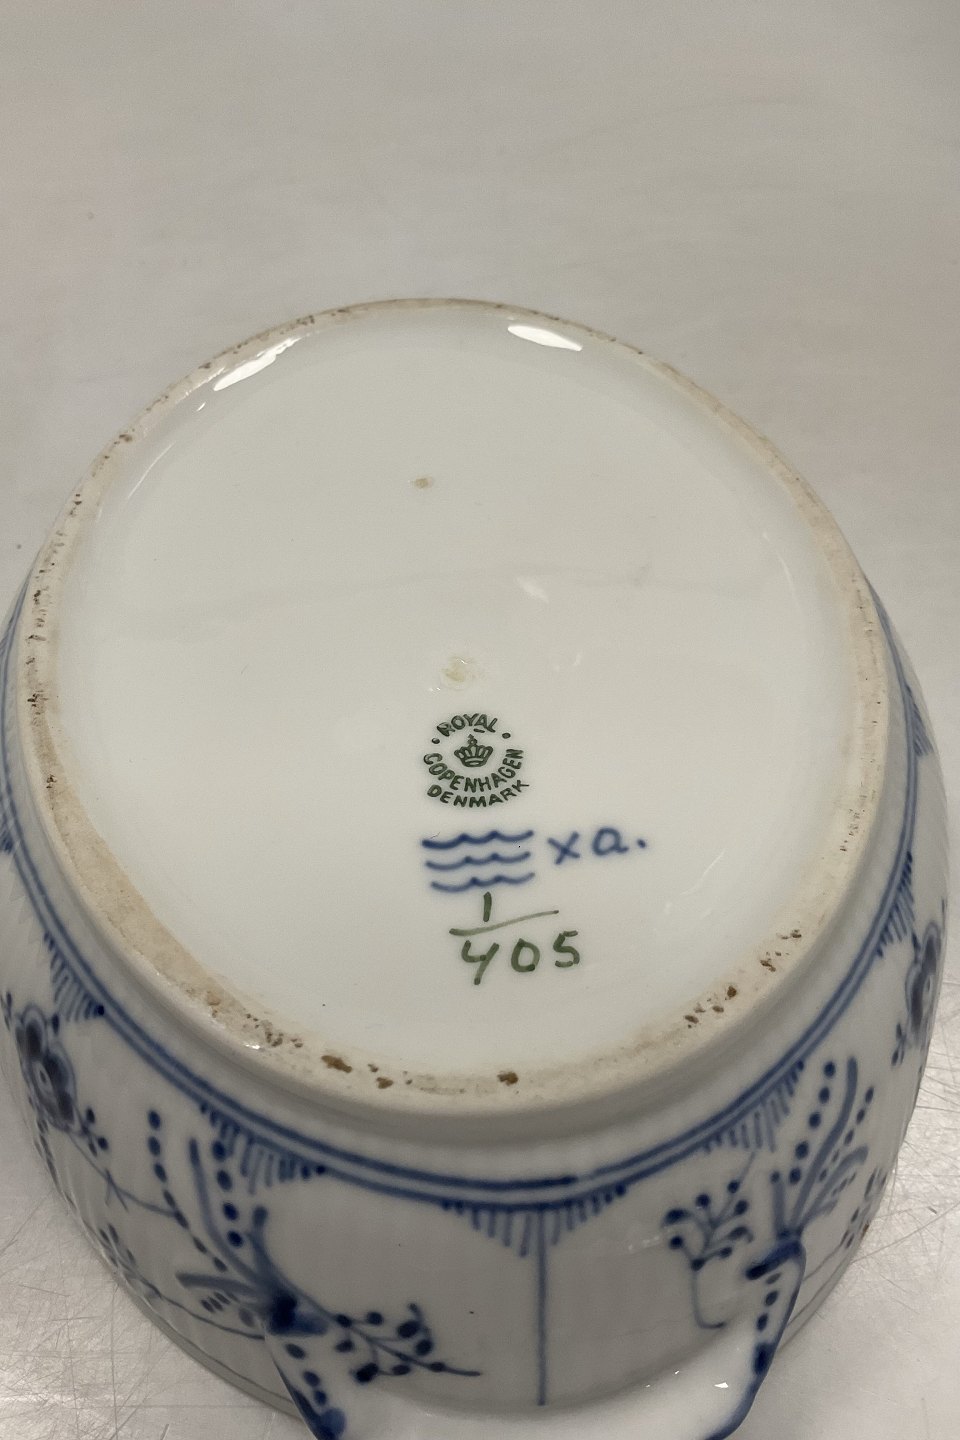 ROYAL
COPENHAGEN
DENMARK
xa.
1
405